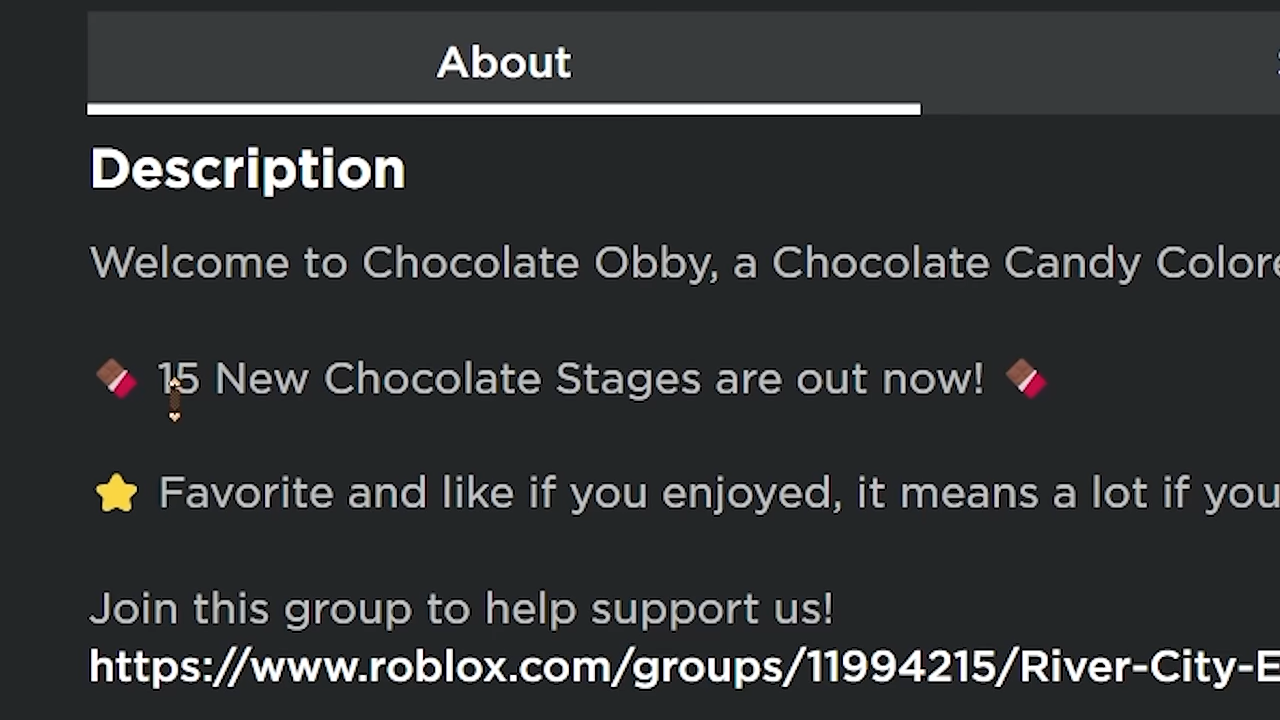 About
Description
Welcome to Chocolate Obby, a Chocolate Candy Colore
🍫 15 New Chocolate Stages are out now! 🍫
⭐ Favorite and like if you enjoyed, it means a lot if you
Join this group to help support us!
https://www.roblox.com/groups/11994215/River-City-E